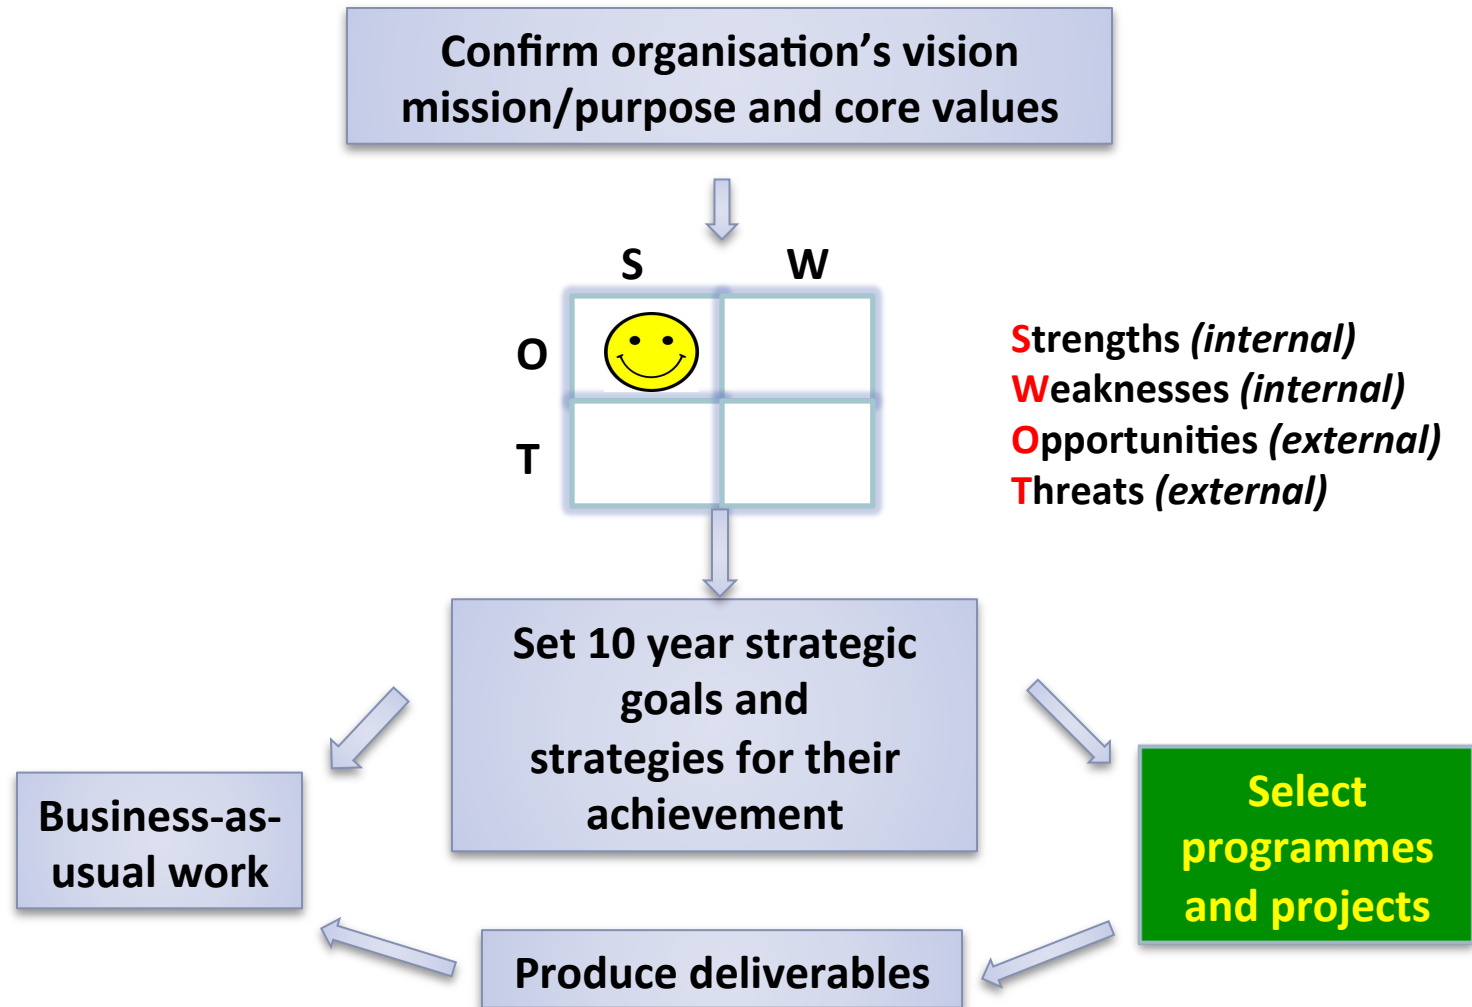 Confirm organisation's vision
mission/purpose and core values
S W
O
T
Strengths (internal)
Weaknesses (internal)
Opportunities (external)
Threats (external)
Set 10 year strategic
goals and
strategies for their
achievement
Business-as-
usual work
Select
programmes
and projects
Produce deliverables